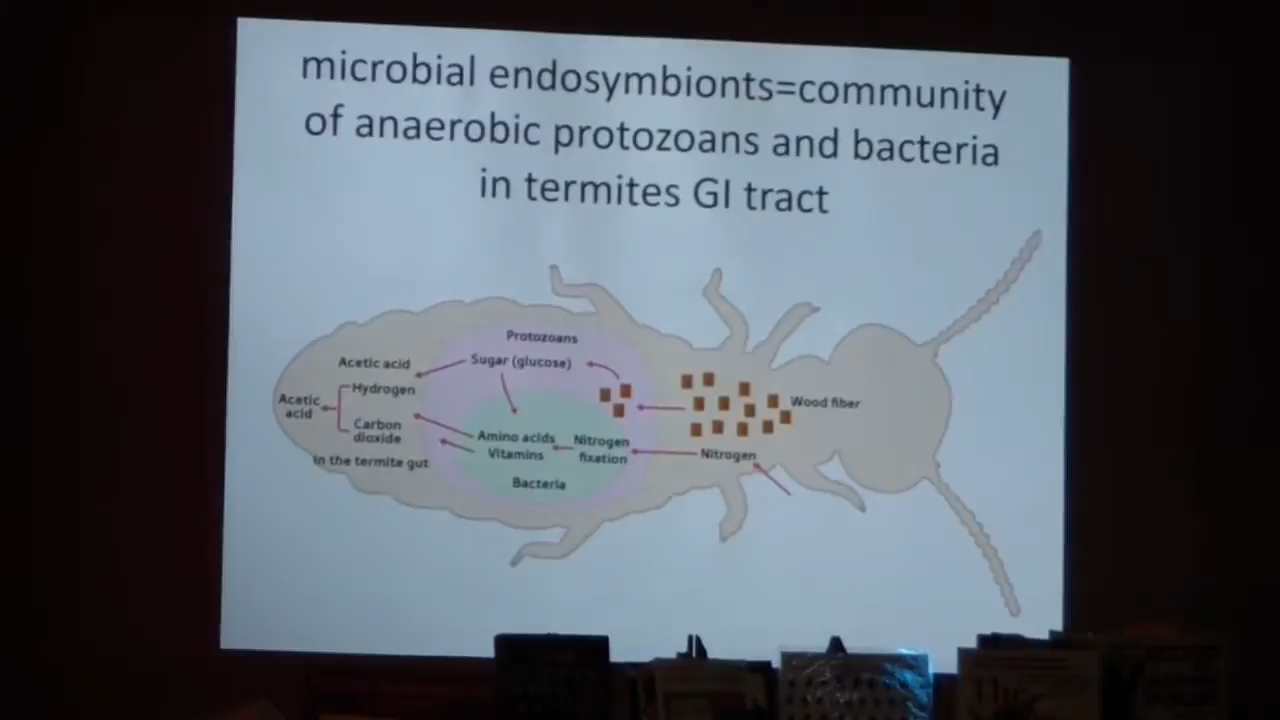 microbial endosymbionts=community
of anaerobic protozoans and bacteria
in termites GI tract
Protozoans
Sugar (glucose)
Acetic acid
Hydrogen
Acetic
acid
Carbon
dioxide
in the termite gut
Amino acids
Vitamins
Nitrogen
fixation
Bacteria
Wood fiber
Nitrogen